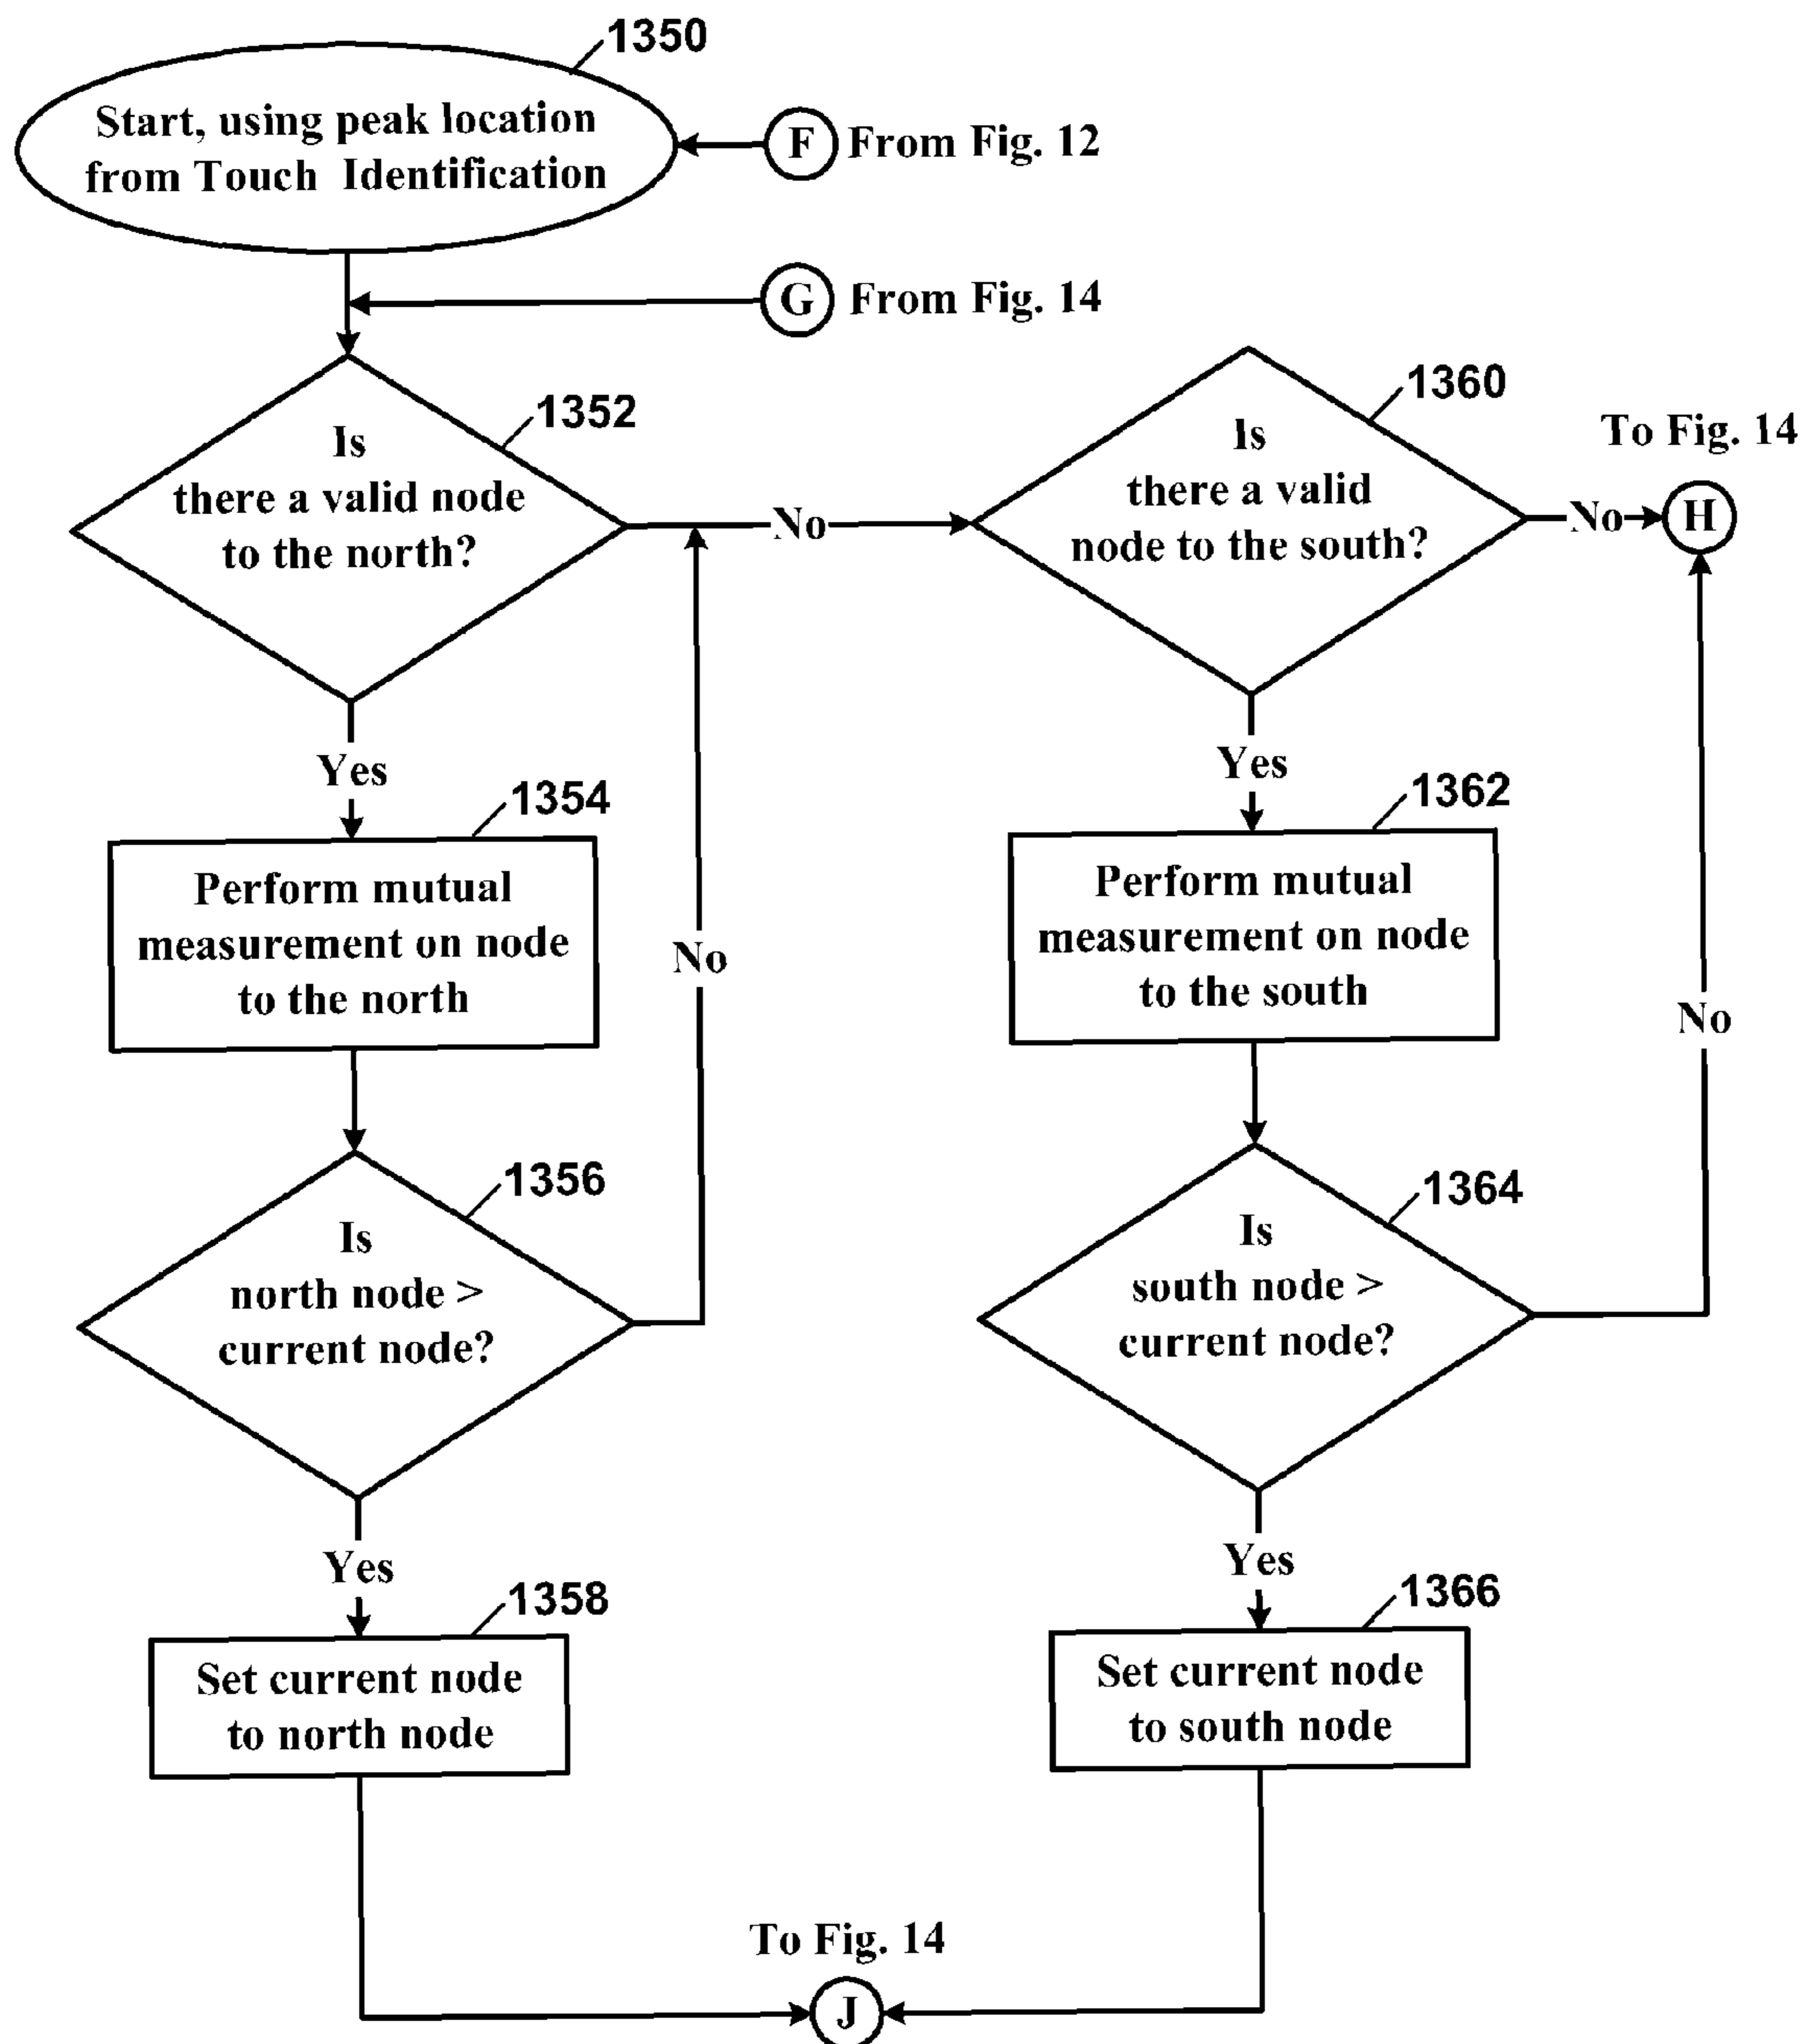 1350
Start, using peak location
from Touch Identification
F From Fig. 12
G From Fig. 14
1352
Is
there a valid node
to the north?
No
1360
Is
there a valid
node to the south?
No
To Fig. 14
H
Yes
1354
Perform mutual
measurement on node
to the north
No
Yes
1362
Perform mutual
measurement on node
to the south
No
1356
Is
north node >
current node?
1364
Is
south node >
current node?
Yes
1358
Set current node
to north node
Yes
1366
Set current node
to south node
To Fig. 14
J